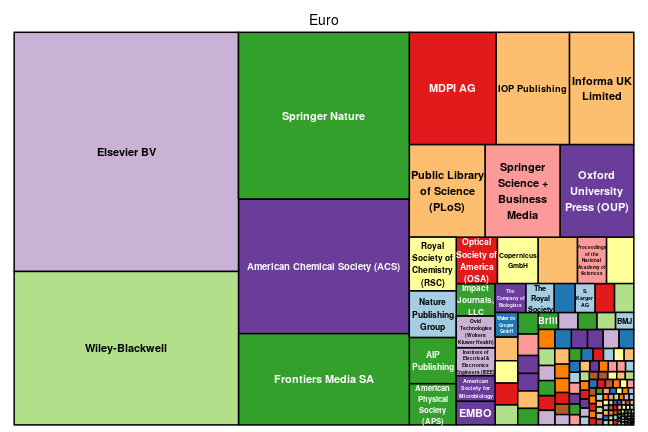 Euro
Elsevier BV
Wiley-Blackwell
Springer Nature
American Chemical Society (ACS)
Frontiers Media SA
MDPI AG
IOP Publishing
Informa UK
Limited
Public Library
of Science
(PLoS)
Springer
Science +
Business
Media
Oxford
University
Press (OUP)
Royal
Society of
Chemistry
(RSC)
Optical
Society of
America
(OSA)
Copernicus
GmbH
Proceedings
of the
National
Academy of
Sciences
Nature
Publishing
Group
Impact
Journals,
LLC
The
Company of
Biologists
The
Royal
Society
S.
Karger
AG
Ovid
Technologies
(Wolters
Kluwer Health)
Walter de
Gruyter
GmbH
Brill
BMJ
AIP
Publishing
Institute of
Electrical &
Electronics
Engineers (IEEE)
American
Physical
Society
(APS)
American
Society for
Microbiology
EMBO